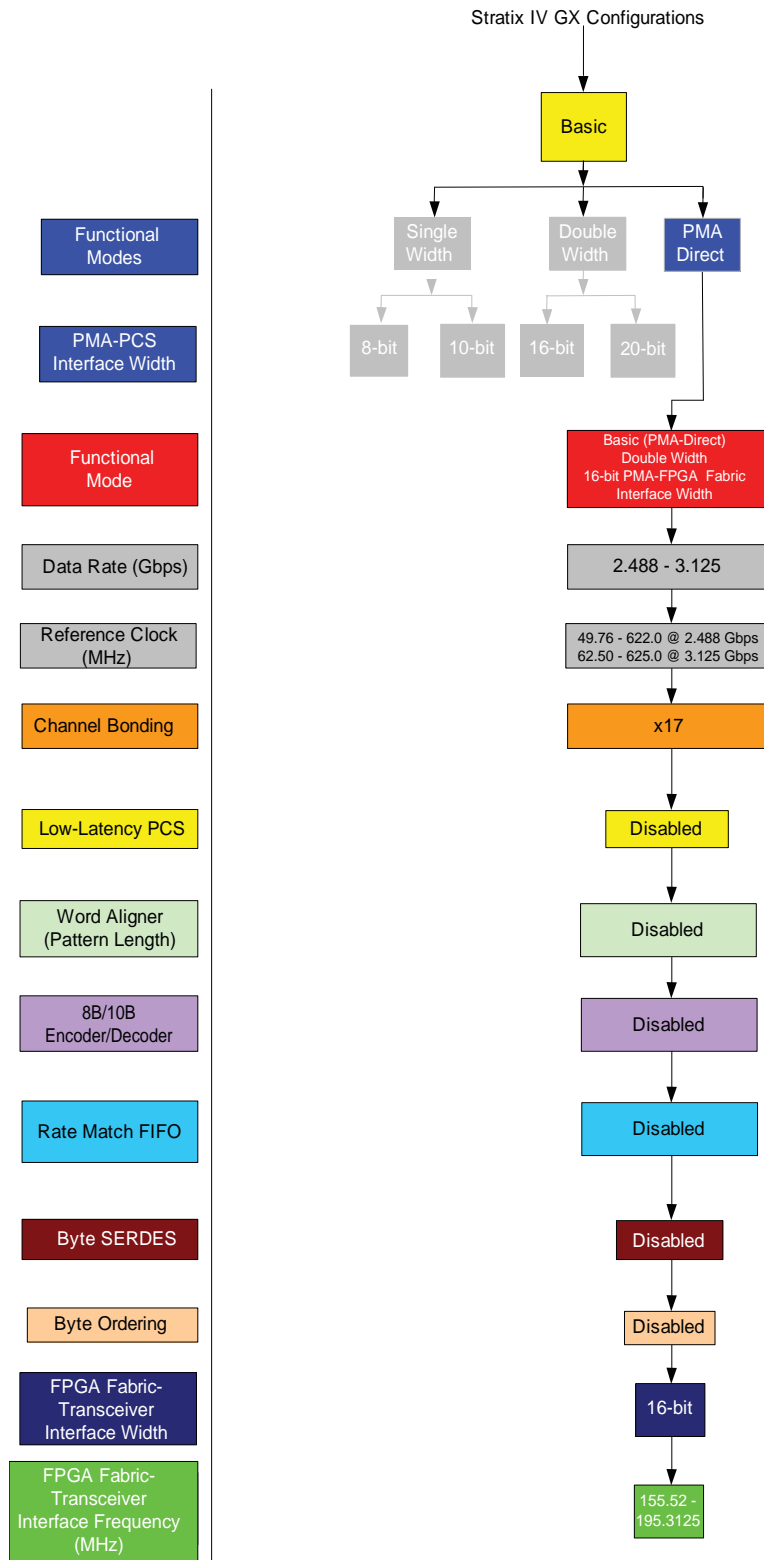 Stratix IV GX Configurations
Basic
Functional
Modes
Single
Width
Double
Width
PMA
Direct
PMA-PCS
Interface Width
8-bit
10-bit
16-bit
20-bit
Functional
Mode
Basic (PMA-Direct)
Double Width
16-bit PMA-FPGA Fabric
Interface Width
Data Rate (Gbps)
2.488 - 3.125
Reference Clock
(MHz)
49.76 - 622.0 @ 2.488 Gbps
62.50 - 625.0 @ 3.125 Gbps
Channel Bonding
x17
Low-Latency PCS
Disabled
Word Aligner
(Pattern Length)
Disabled
8B/10B
Encoder/Decoder
Disabled
Rate Match FIFO
Disabled
Byte SERDES
Disabled
Byte Ordering
Disabled
FPGA Fabric-
Transceiver
Interface Width
16-bit
FPGA Fabric-
Transceiver
Interface Frequency
(MHz)
155.52 -
195.3125